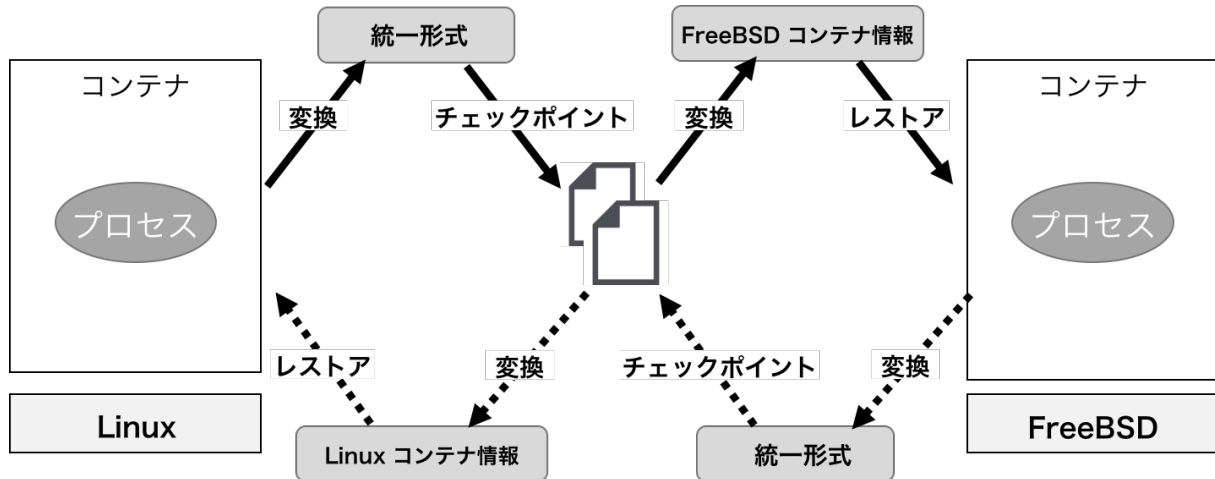 統一形式
FreeBSD コンテナ情報
コンテナ
コンテナ
変換
チェックポイント
変換
レストア
プロセス
プロセス
レストア
変換
チェックポイント
変換
Linux
FreeBSD
Linux コンテナ情報
統一形式